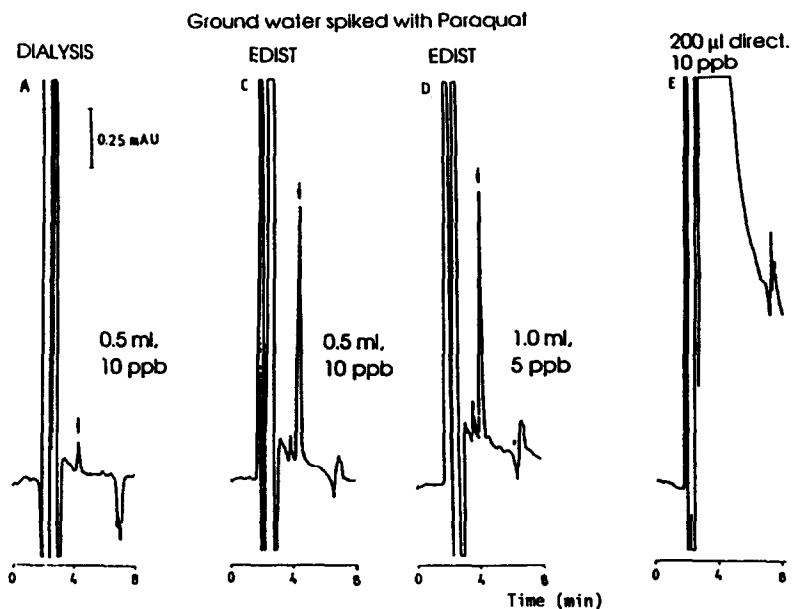 Ground water spiked with Paraquat
DIALYSIS
EDIST
EDIST
200 µl direct.
10 ppb
A
C
D
E
0.25 mAU
0.5 ml,
10 ppb
0.5 ml,
10 ppb
1.0 ml,
5 ppb
0 4 8
0 4 8
0 4 8
0 4 8
Time (min)